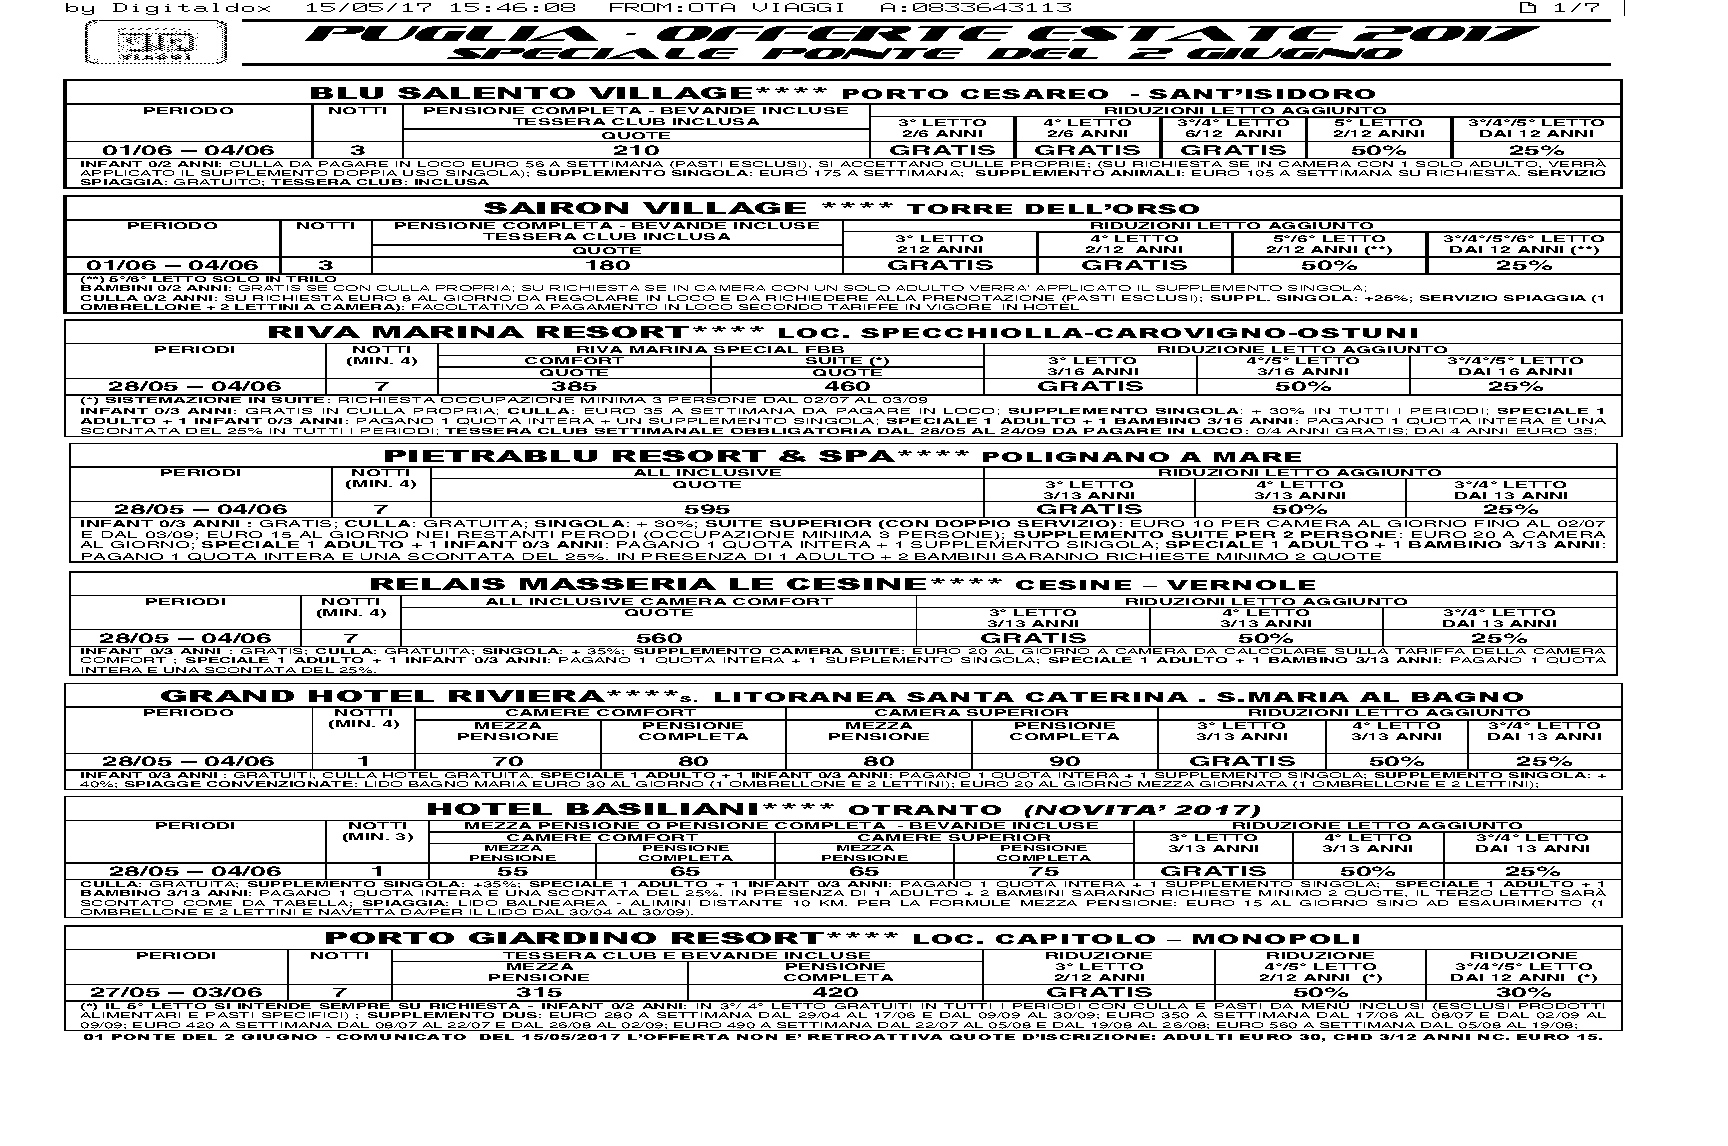 by Digitaldox 15/05/17 15:46:08 FROM:OTA VIAGGI A:0833643113 1/7
OTA
VIAGGI
PUGLIA - OFFERTE ESTATE 2017
SPECIALE PONTE DEL 2 GIUGNO
BLU SALENTO VILLAGE**** PORTO CESAREO - SANT'ISIDORO
PERIODO NOTTI PENSIONE COMPLETA - BEVANDE INCLUSE RIDUZIONI LETTO AGGIUNTO
TESSERA CLUB INCLUSA 3° LETTO 4° LETTO 3°/4° LETTO 5° LETTO 3°/4°/5° LETTO
QUOTE 2/6 ANNI 2/6 ANNI 6/12 ANNI 2/12 ANNI DAI 12 ANNI
01/06 – 04/06 3 210 GRATIS GRATIS GRATIS 50% 25%
INFANT 0/2 ANNI: CULLA DA PAGARE IN LOCO EURO 56 A SETTIMANA (PASTI ESCLUSI), SI ACCETTANO CULLE PROPRIE; (SU RICHIESTA SE IN CAMERA CON 1 SOLO ADULTO, VERRÀ
APPLICATO IL SUPPLEMENTO DOPPIA USO SINGOLA); SUPPLEMENTO SINGOLA: EURO 175 A SETTIMANA; SUPPLEMENTO ANIMALI: EURO 105 A SETTIMANA SU RICHIESTA. SERVIZIO
SPIAGGIA: GRATUITO; TESSERA CLUB: INCLUSA
SAIRON VILLAGE **** TORRE DELL'ORSO
PERIODO NOTTI PENSIONE COMPLETA - BEVANDE INCLUSE RIDUZIONI LETTO AGGIUNTO
TESSERA CLUB INCLUSA 3° LETTO 4° LETTO 5°/6° LETTO 3°/4°/5°/6° LETTO
QUOTE 212 ANNI 2/12 ANNI 2/12 ANNI (**) DAI 12 ANNI (**)
01/06 – 04/06 3 180 GRATIS GRATIS 50% 25%
(**) 5°/6° LETTO SOLO IN TRILO
BAMBINI 0/2 ANNI: GRATIS SE CON CULLA PROPRIA; SU RICHIESTA SE IN CAMERA CON UN SOLO ADULTO VERRA' APPLICATO IL SUPPLEMENTO SINGOLA;
CULLA 0/2 ANNI: SU RICHIESTA EURO 8 AL GIORNO DA REGOLARE IN LOCO E DA RICHIEDERE ALLA PRENOTAZIONE (PASTI ESCLUSI); SUPPL. SINGOLA: +25%; SERVIZIO SPIAGGIA (1
OMBRELLONE + 2 LETTINI A CAMERA): FACOLTATIVO A PAGAMENTO IN LOCO SECONDO TARIFFE IN VIGORE IN HOTEL
RIVA MARINA RESORT**** LOC. SPECCHIOLLA-CAROVIGNO-OSTUNI
PERIODI NOTTI RIVA MARINA SPECIAL FBB RIDUZIONE LETTO AGGIUNTO
(MIN. 4) COMFORT SUITE (*) 3° LETTO 4°/5° LETTO 3°/4°/5° LETTO
QUOTE QUOTE 3/16 ANNI 3/16 ANNI DAI 16 ANNI
28/05 – 04/06 7 385 460 GRATIS 50% 25%
(*) SISTEMAZIONE IN SUITE: RICHIESTA OCCUPAZIONE MINIMA 3 PERSONE DAL 02/07 AL 03/09
INFANT 0/3 ANNI: GRATIS IN CULLA PROPRIA; CULLA: EURO 35 A SETTIMANA DA PAGARE IN LOCO; SUPPLEMENTO SINGOLA: + 30% IN TUTTI I PERIODI; SPECIALE 1
ADULTO + 1 INFANT 0/3 ANNI: PAGANO 1 QUOTA INTERA + UN SUPPLEMENTO SINGOLA; SPECIALE 1 ADULTO + 1 BAMBINO 3/16 ANNI: PAGANO 1 QUOTA INTERA E UNA
SCONTATA DEL 25% IN TUTTI I PERIODI; TESSERA CLUB SETTIMANALE OBBLIGATORIA DAL 28/05 AL 24/09 DA PAGARE IN LOCO: 0/4 ANNI GRATIS; DAI 4 ANNI EURO 35;
PIETRABLU RESORT & SPA**** POLIGNANO A MARE
PERIODI NOTTI ALL INCLUSIVE RIDUZIONI LETTO AGGIUNTO
(MIN. 4) QUOTE 3° LETTO 4° LETTO 3°/4° LETTO
3/13 ANNI 3/13 ANNI DAI 13 ANNI
28/05 – 04/06 7 595 GRATIS 50% 25%
INFANT 0/3 ANNI : GRATIS; CULLA: GRATUITA; SINGOLA: + 30%; SUITE SUPERIOR (CON DOPPIO SERVIZIO): EURO 10 PER CAMERA AL GIORNO FINO AL 02/07
E DAL 03/09; EURO 15 AL GIORNO NEI RESTANTI PERODI (OCCUPAZIONE MINIMA 3 PERSONE); SUPPLEMENTO SUITE PER 2 PERSONE: EURO 20 A CAMERA
AL GIORNO; SPECIALE 1 ADULTO + 1 INFANT 0/3 ANNI: PAGANO 1 QUOTA INTERA + 1 SUPPLEMENTO SINGOLA; SPECIALE 1 ADULTO + 1 BAMBINO 3/13 ANNI:
PAGANO 1 QUOTA INTERA E UNA SCONTATA DEL 25%. IN PRESENZA DI 1 ADULTO + 2 BAMBINI SARANNO RICHIESTE MINIMO 2 QUOTE
RELAIS MASSERIA LE CESINE**** CESINE – VERNOLE
PERIODI NOTTI ALL INCLUSIVE CAMERA COMFORT RIDUZIONI LETTO AGGIUNTO
(MIN. 4) QUOTE 3° LETTO 4° LETTO 3°/4° LETTO
3/13 ANNI 3/13 ANNI DAI 13 ANNI
28/05 – 04/06 7 560 GRATIS 50% 25%
INFANT 0/3 ANNI : GRATIS; CULLA: GRATUITA; SINGOLA: + 35%; SUPPLEMENTO CAMERA SUITE: EURO 20 AL GIORNO A CAMERA DA CALCOLARE SULLA TARIFFA DELLA CAMERA
COMFORT ; SPECIALE 1 ADULTO + 1 INFANT 0/3 ANNI: PAGANO 1 QUOTA INTERA + 1 SUPPLEMENTO SINGOLA; SPECIALE 1 ADULTO + 1 BAMBINO 3/13 ANNI: PAGANO 1 QUOTA
INTERA E UNA SCONTATA DEL 25%.
GRAND HOTEL RIVIERA****s. LITORANEA SANTA CATERINA . S.MARIA AL BAGNO
PERIODO NOTTI CAMERE COMFORT CAMERA SUPERIOR RIDUZIONI LETTO AGGIUNTO
(MIN. 4) MEZZA PENSIONE MEZZA PENSIONE 3° LETTO 4° LETTO 3°/4° LETTO
PENSIONE COMPLETA PENSIONE COMPLETA 3/13 ANNI 3/13 ANNI DAI 13 ANNI
28/05 – 04/06 1 70 80 80 90 GRATIS 50% 25%
INFANT 0/3 ANNI : GRATUITI, CULLA HOTEL GRATUITA. SPECIALE 1 ADULTO + 1 INFANT 0/3 ANNI: PAGANO 1 QUOTA INTERA + 1 SUPPLEMENTO SINGOLA; SUPPLEMENTO SINGOLA: +
40%; SPIAGGE CONVENZIONATE: LIDO BAGNO MARIA EURO 30 AL GIORNO (1 OMBRELLONE E 2 LETTINI); EURO 20 AL GIORNO MEZZA GIORNATA (1 OMBRELLONE E 2 LETTINI);
HOTEL BASILIANI**** OTRANTO (NOVITA' 2017)
PERIODI NOTTI MEZZA PENSIONE O PENSIONE COMPLETA - BEVANDE INCLUSE RIDUZIONE LETTO AGGIUNTO
(MIN. 3) CAMERE COMFORT CAMERE SUPERIOR 3° LETTO 4° LETTO 3°/4° LETTO
MEZZA PENSIONE MEZZA PENSIONE 3/13 ANNI 3/13 ANNI DAI 13 ANNI
PENSIONE COMPLETA PENSIONE COMPLETA
28/05 – 04/06 1 55 65 65 75 GRATIS 50% 25%
CULLA: GRATUITA; SUPPLEMENTO SINGOLA: +35%; SPECIALE 1 ADULTO + 1 INFANT 0/3 ANNI: PAGANO 1 QUOTA INTERA + 1 SUPPLEMENTO SINGOLA; SPECIALE 1 ADULTO + 1
BAMBINO 3/13 ANNI: PAGANO 1 QUOTA INTERA E UNA SCONTATA DEL 25%. IN PRESENZA DI 1 ADULTO + 2 BAMBINI SARANNO RICHIESTE MINIMO 2 QUOTE, IL TERZO LETTO SARÀ
SCONTATO COME DA TABELLA; SPIAGGIA: LIDO BALNEAREA - ALIMINI DISTANTE 10 KM. PER LA FORMULE MEZZA PENSIONE: EURO 15 AL GIORNO SINO AD ESAURIMENTO (1
OMBRELLONE E 2 LETTINI E NAVETTA DA/PER IL LIDO DAL 30/04 AL 30/09).
PORTO GIARDINO RESORT**** LOC. CAPITOLO – MONOPOLI
PERIODI NOTTI TESSERA CLUB E BEVANDE INCLUSE RIDUZIONE RIDUZIONE RIDUZIONE
MEZZA PENSIONE 3° LETTO 4°/5° LETTO 3°/4°/5° LETTO
PENSIONE COMPLETA 2/12 ANNI 2/12 ANNI (*) DAI 12 ANNI (*)
27/05 – 03/06 7 315 420 GRATIS 50% 30%
(*) IL 5° LETTO SI INTENDE SEMPRE SU RICHIESTA - INFANT 0/2 ANNI: IN 3°/ 4° LETTO GRATUITI IN TUTTI I PERIODI CON CULLA E PASTI DA MENÙ INCLUSI (ESCLUSI PRODOTTI
ALIMENTARI E PASTI SPECIFICI) ; SUPPLEMENTO DUS: EURO 280 A SETTIMANA DAL 29/04 AL 17/06 E DAL 09/09 AL 30/09; EURO 350 A SETTIMANA DAL 17/06 AL 08/07 E DAL 02/09 AL
09/09; EURO 420 A SETTIMANA DAL 08/07 AL 22/07 E DAL 26/08 AL 02/09; EURO 490 A SETTIMANA DAL 22/07 AL 05/08 E DAL 19/08 AL 26/08; EURO 560 A SETTIMANA DAL 05/08 AL 19/08;
01 PONTE DEL 2 GIUGNO - COMUNICATO DEL 15/05/2017 L'OFFERTA NON E' RETROATTIVA QUOTE D'ISCRIZIONE: ADULTI EURO 30, CHD 3/12 ANNI NC. EURO 15.